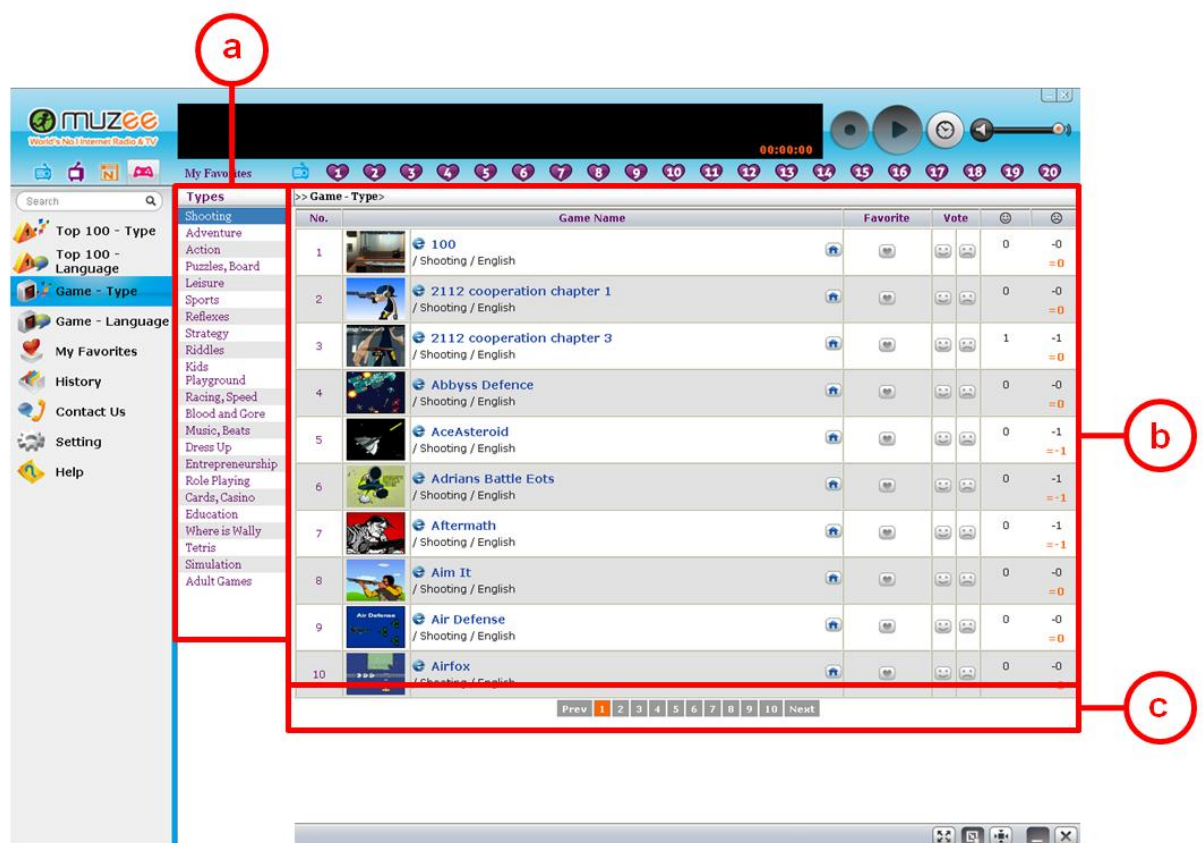 a
muzee
World's No.1 Internet Radio & TV
00:00:00
My Favorites
1 2 3 4 5 6 7 8 9 10 11 12 13 14 15 16 17 18 19 20
Search
Top 100 - Type
Top 100 -
Language
Game - Type
Game - Language
My Favorites
History
Contact Us
Setting
Help
Types
Shooting
Adventure
Action
Puzzles, Board
Leisure
Sports
Reflexes
Strategy
Riddles
Kids
Playground
Racing, Speed
Blood and Gore
Music, Beats
Dress Up
Entrepreneurship
Role Playing
Cards, Casino
Education
Where is Wally
Tetris
Simulation
Adult Games
>> Game - Type>
No. Game Name Favorite Vote
1 100 0 -0
/ Shooting / English =0
2 2112 cooperation chapter 1 0 -0
/ Shooting / English =0
3 2112 cooperation chapter 3 1 -1
/ Shooting / English =0
4 Abbyss Defence 0 -0
/ Shooting / English =0
5 AceAsteroid 0 -1
/ Shooting / English =-1
6 Adrians Battle Eots 0 -1
/ Shooting / English =-1
7 Aftermath 0 -1
/ Shooting / English =-1
8 Aim It 0 -0
/ Shooting / English =0
9 Air Defense Air Defense 0 -0
/ Shooting / English =0
10 Airfox 0 -0
/ Shooting / English
Prev 1 2 3 4 5 6 7 8 9 10 Next
b
c